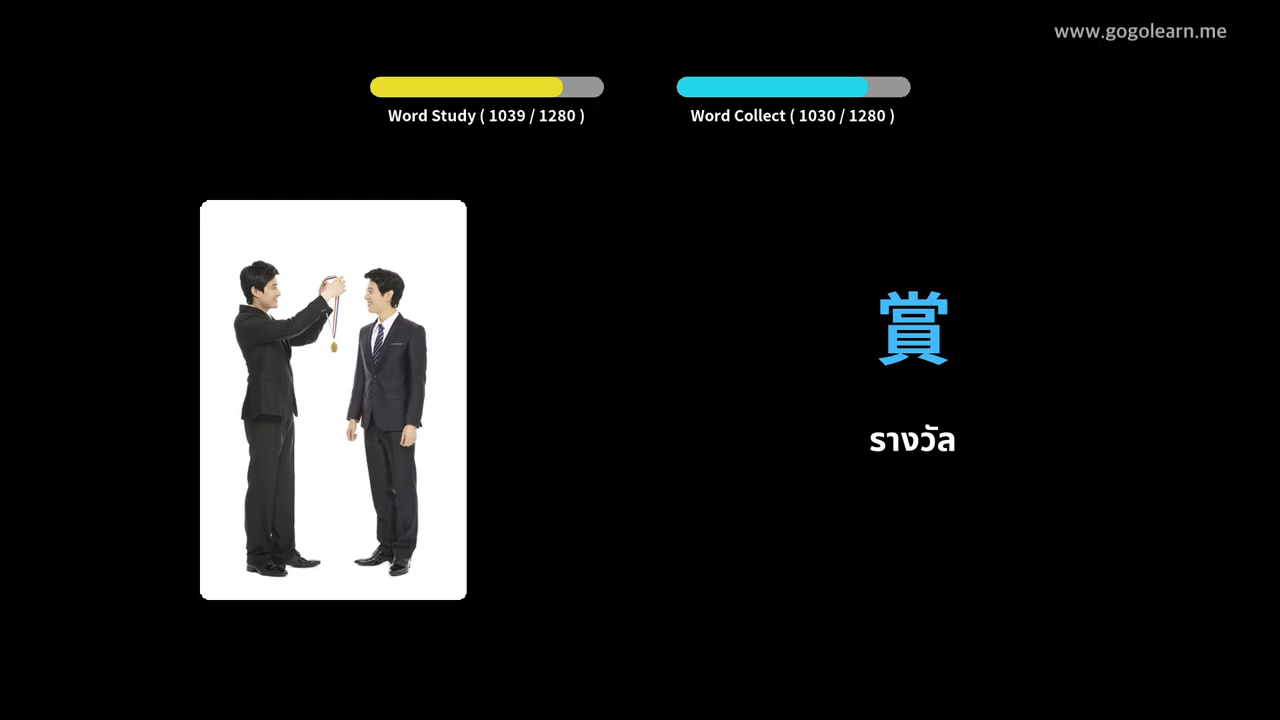 www.gogolearn.me
Word Study ( 1039 / 1280 )
Word Collect ( 1030 / 1280 )
賞
รางวัล